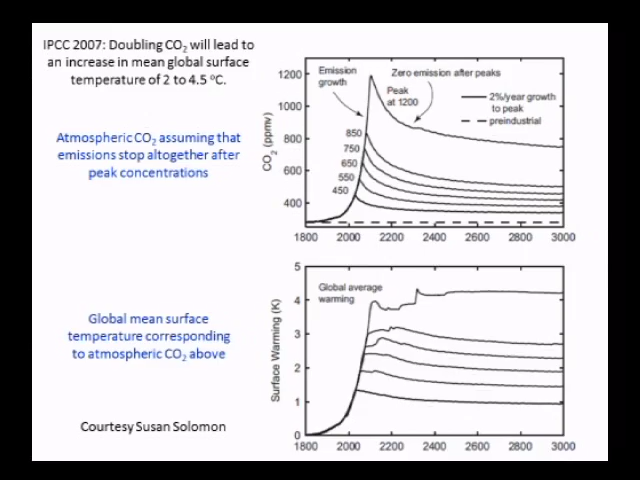 IPCC 2007: Doubling CO₂ will lead to
an increase in mean global surface
temperature of 2 to 4.5 °C.
Atmospheric CO₂ assuming that
emissions stop altogether after
peak concentrations
Global mean surface
temperature corresponding
to atmospheric CO₂ above
Courtesy Susan Solomon
CO₂ (ppmv)
1200
1000
800
600
400
Emission
growth
Zero emission after peaks
Peak
at 1200
2%/year growth
to peak
preindustrial
850
750
650
550
450
1800 2000 2200 2400 2600 2800 3000
Surface Warming (K)
5
4
3
2
1
0
Global average
warming
1800 2000 2200 2400 2600 2800 3000